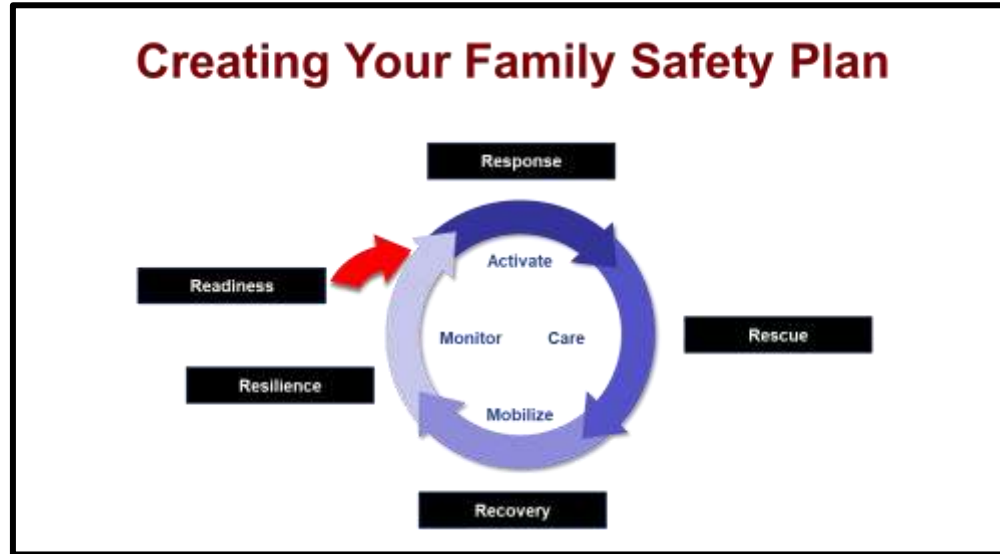 Creating Your Family Safety Plan
Response
Activate
Readiness
Monitor
Care
Rescue
Resilience
Mobilize
Recovery